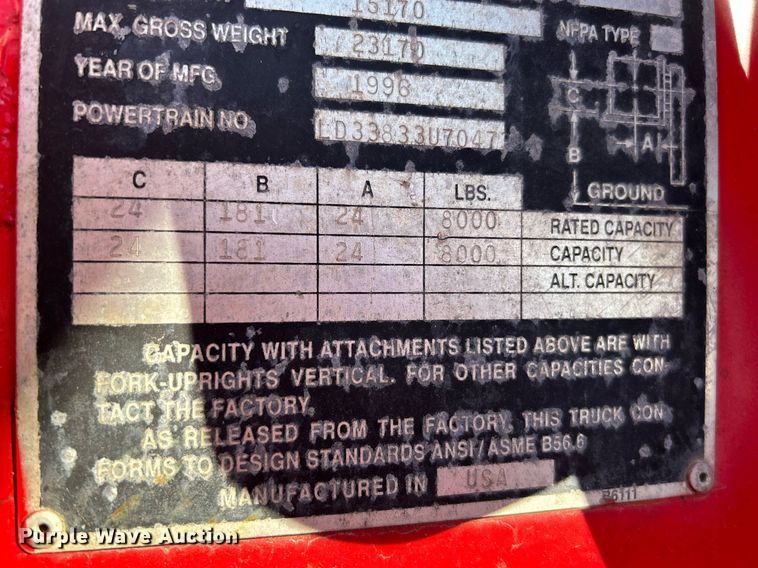 15170
MAX. GROSS WEIGHT 23170 NFPA TYPE
YEAR OF MFG 1998
POWERTRAIN NO. LD33833U7047
C
B
A
GROUND
C B A LBS.
24 181 24 8000 RATED CAPACITY
24 181 24 8000 CAPACITY
ALT. CAPACITY
CAPACITY WITH ATTACHMENTS LISTED ABOVE ARE WITH
FORK-UPRIGHTS VERTICAL. FOR OTHER CAPACITIES CON-
TACT THE FACTORY.
AS RELEASED FROM THE FACTORY, THIS TRUCK CON-
FORMS TO DESIGN STANDARDS ANSI/ASME B56.6
MANUFACTURED IN USA
Purple Wave Auction